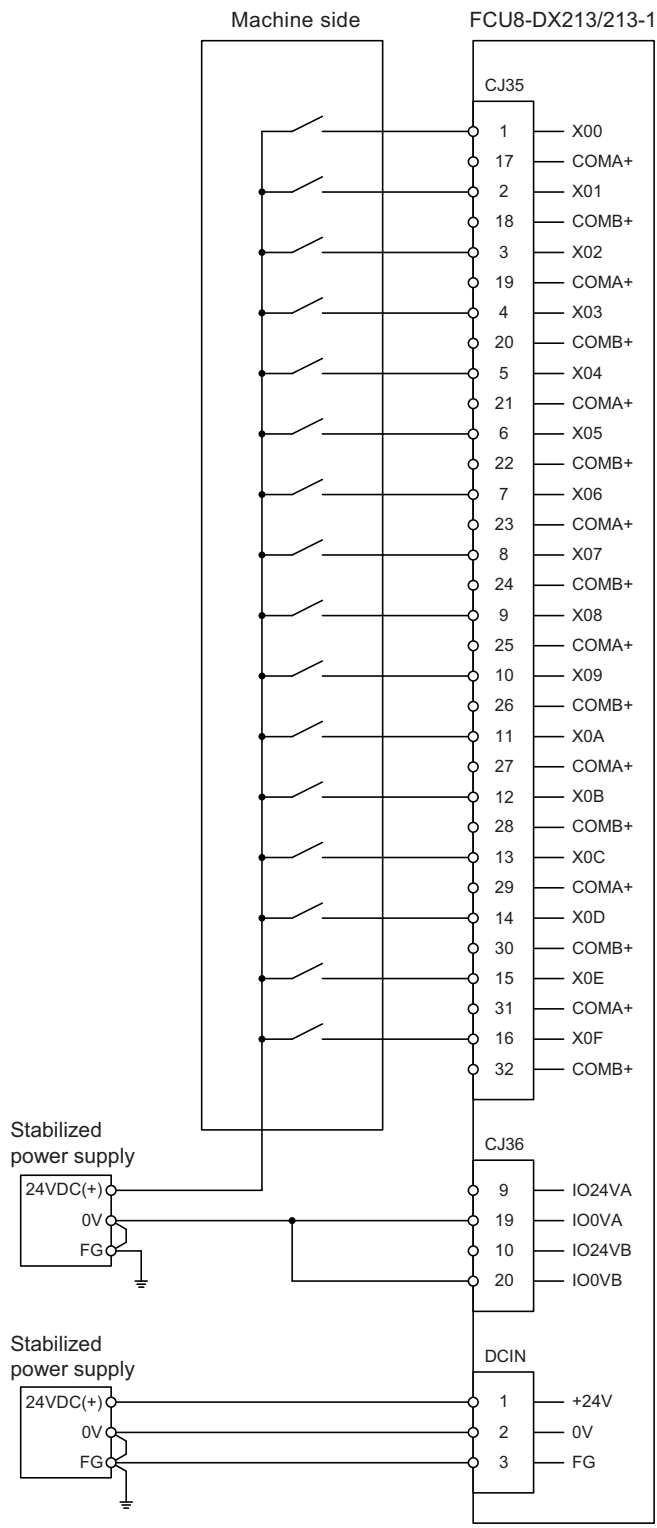 Machine side
FCU8-DX213/213-1
CJ35
1 X00
17 COMA+
2 X01
18 COMB+
3 X02
19 COMA+
4 X03
20 COMB+
5 X04
21 COMA+
6 X05
22 COMB+
7 X06
23 COMA+
8 X07
24 COMB+
9 X08
25 COMA+
10 X09
26 COMB+
11 X0A
27 COMA+
12 X0B
28 COMB+
13 X0C
29 COMA+
14 X0D
30 COMB+
15 X0E
31 COMA+
16 X0F
32 COMB+
Stabilized
power supply
24VDC(+)
0V
FG
CJ36
9 IO24VA
19 IO0VA
10 IO24VB
20 IO0VB
Stabilized
power supply
24VDC(+)
0V
FG
DCIN
1 +24V
2 0V
3 FG